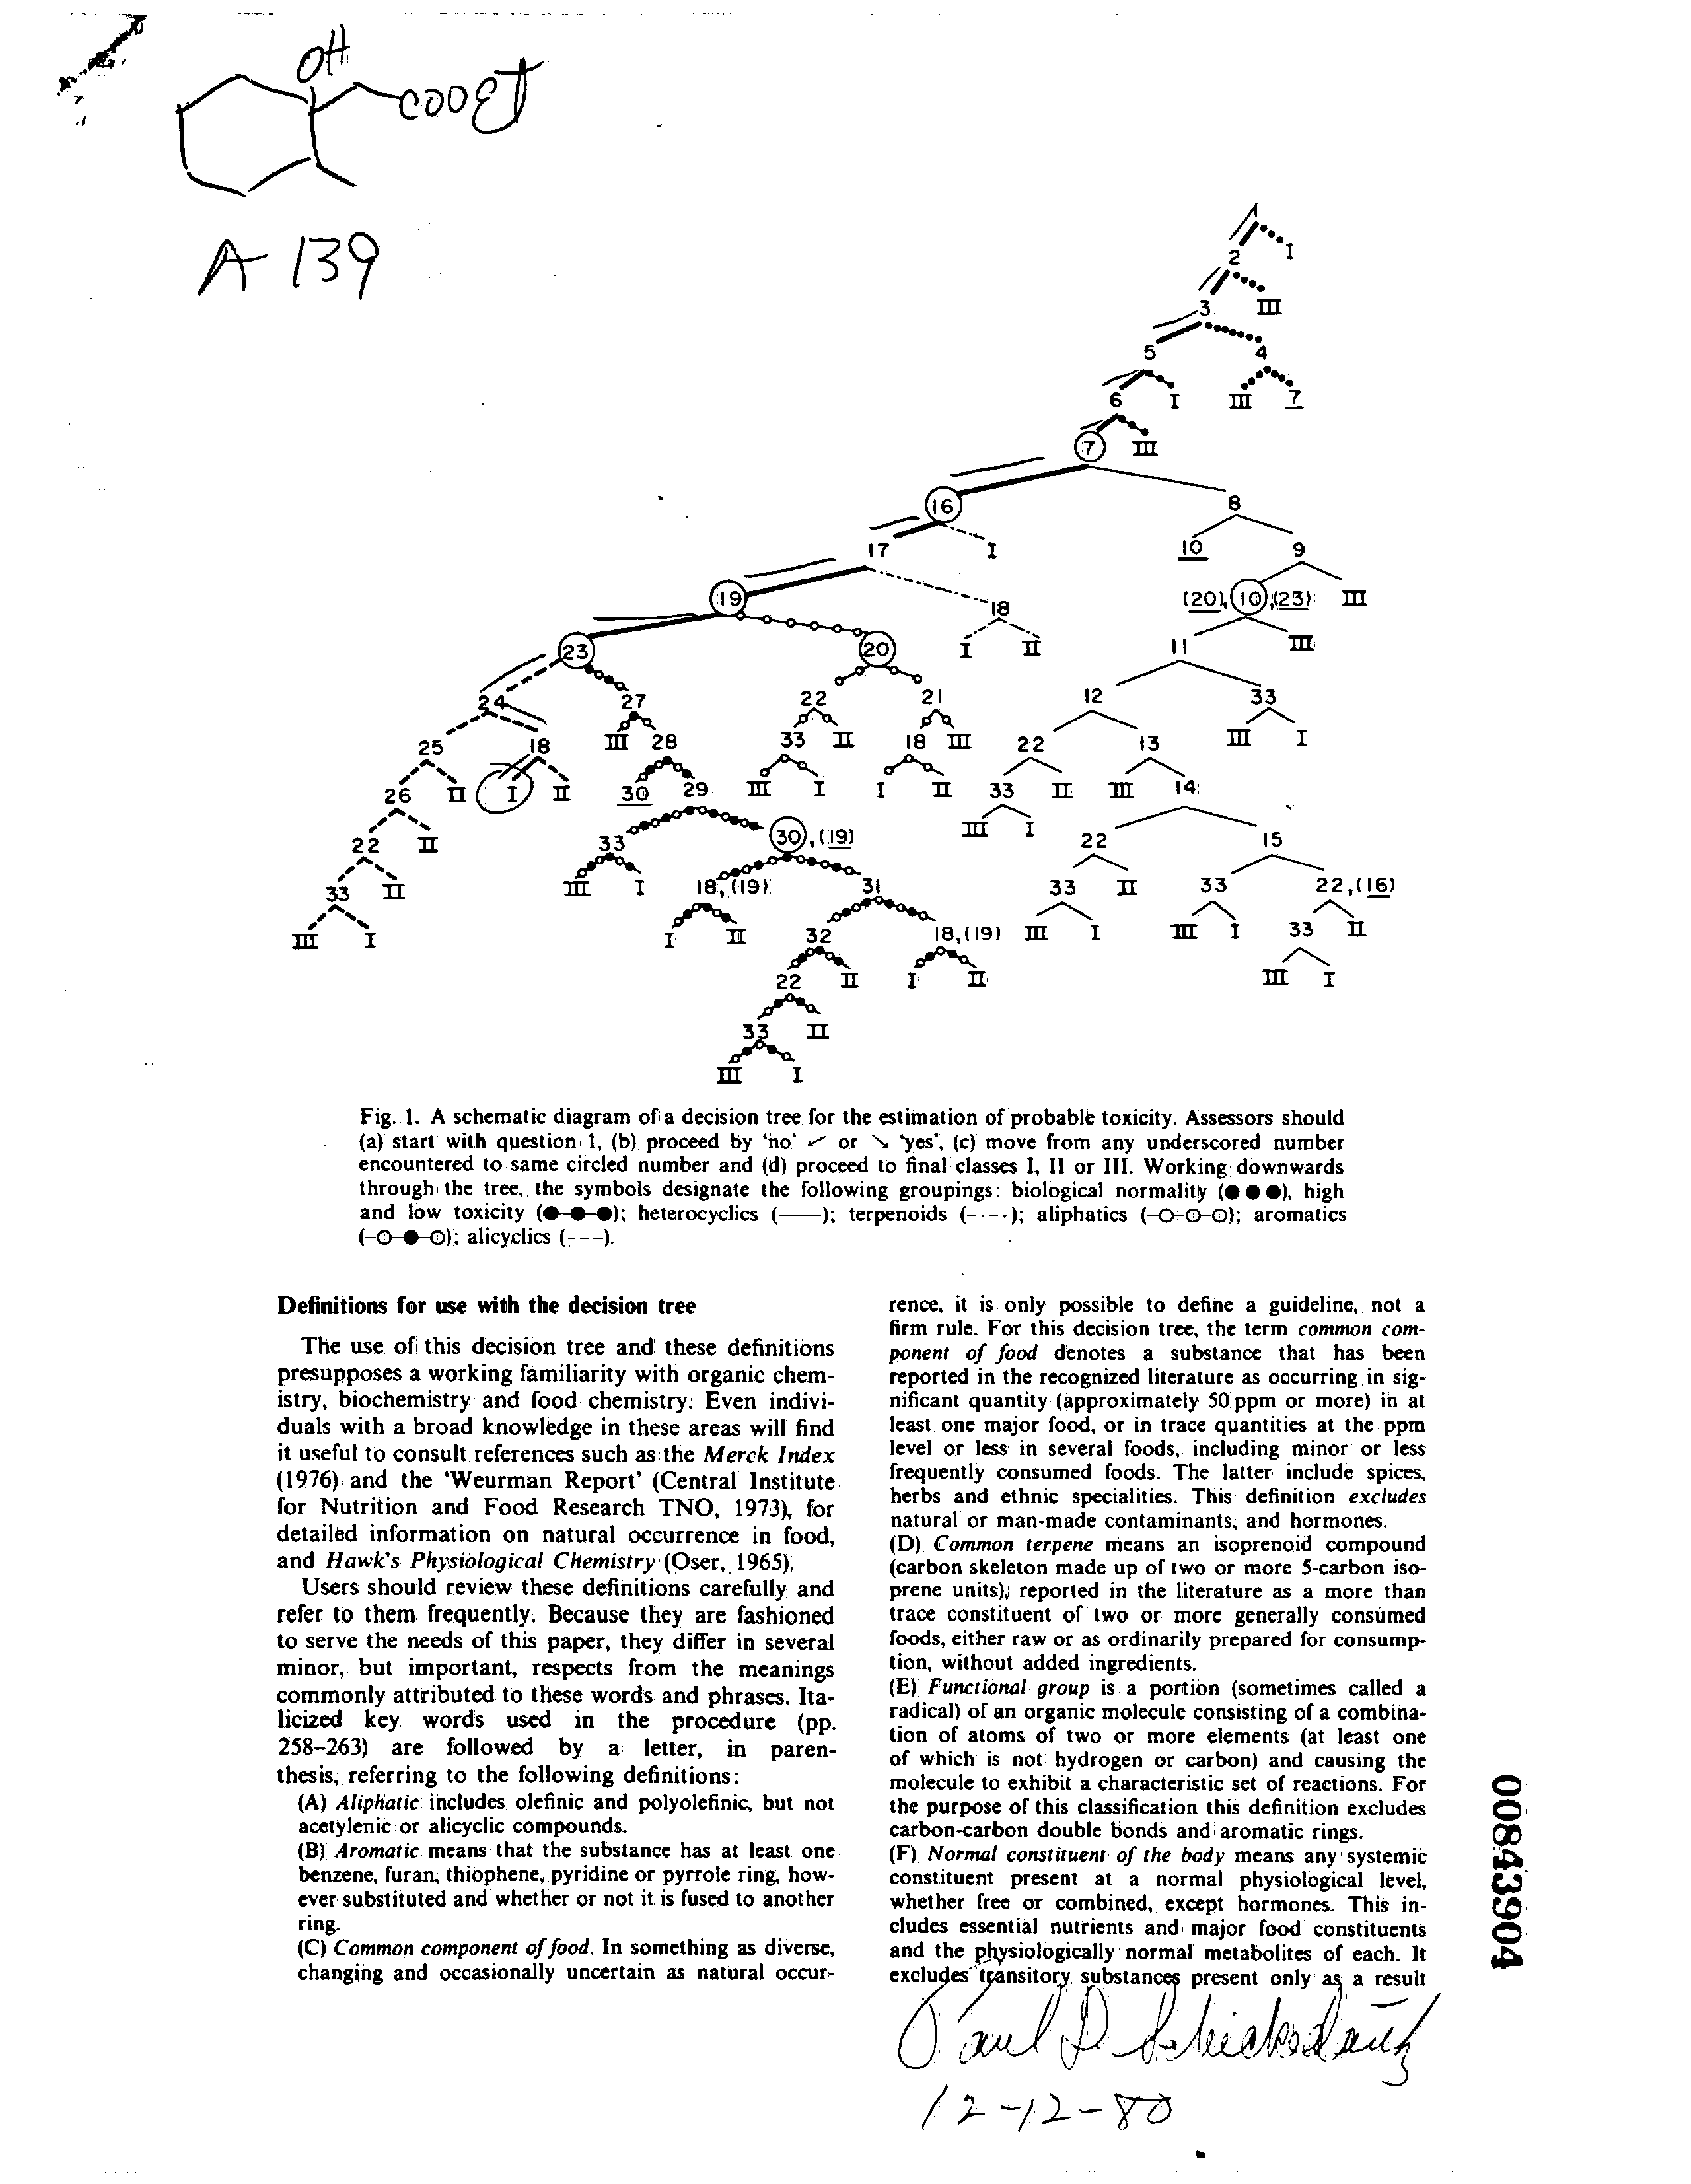 OH
COOEt
A 139
1
2 I
3 III
5 4
6 I III 7
7 III
16 8
17 I 10 9
19 18 (20), 10, (23) III
23 20 I II 11 III
24 27 22 21 12 33
25 18 III 28 33 II 18 III 22 13 III I
26 II I II 30 29 III I I II 33 II III 14
22 II 33 30, (19) III I 22 15
33 II III I 18, (19) 31 33 II 33 22, (16)
III I I II 32 18, (19) III I III I 33 II
22 II I II III I
33 II
III I
Fig. 1. A schematic diagram of a decision tree for the estimation of probable toxicity. Assessors should
(a) start with question 1, (b) proceed by 'no' ↙ or ↘ 'yes', (c) move from any underscored number
encountered to same circled number and (d) proceed to final classes I, II or III. Working downwards
through the tree, the symbols designate the following groupings: biological normality (●●●), high
and low toxicity (●-●-●); heterocyclics (——); terpenoids (-·-·); aliphatics (-O-O-O); aromatics
(-O-●-O); alicyclics (---).
Definitions for use with the decision tree
The use of this decision tree and these definitions
presupposes a working familiarity with organic chem-
istry, biochemistry and food chemistry. Even indivi-
duals with a broad knowledge in these areas will find
it useful to consult references such as the Merck Index
(1976) and the 'Weurman Report' (Central Institute
for Nutrition and Food Research TNO, 1973), for
detailed information on natural occurrence in food,
and Hawk's Physiological Chemistry (Oser, 1965).
Users should review these definitions carefully and
refer to them frequently. Because they are fashioned
to serve the needs of this paper, they differ in several
minor, but important, respects from the meanings
commonly attributed to these words and phrases. Ita-
licized key words used in the procedure (pp.
258–263) are followed by a letter, in paren-
thesis, referring to the following definitions:
(A) Aliphatic includes olefinic and polyolefinic, but not
acetylenic or alicyclic compounds.
(B) Aromatic means that the substance has at least one
benzene, furan, thiophene, pyridine or pyrrole ring, how-
ever substituted and whether or not it is fused to another
ring.
(C) Common component of food. In something as diverse,
changing and occasionally uncertain as natural occur-
rence, it is only possible to define a guideline, not a
firm rule. For this decision tree, the term common com-
ponent of food denotes a substance that has been
reported in the recognized literature as occurring in sig-
nificant quantity (approximately 50 ppm or more) in at
least one major food, or in trace quantities at the ppm
level or less in several foods, including minor or less
frequently consumed foods. The latter include spices,
herbs and ethnic specialities. This definition excludes
natural or man-made contaminants, and hormones.
(D) Common terpene means an isoprenoid compound
(carbon skeleton made up of two or more 5-carbon iso-
prene units), reported in the literature as a more than
trace constituent of two or more generally consumed
foods, either raw or as ordinarily prepared for consump-
tion, without added ingredients.
(E) Functional group is a portion (sometimes called a
radical) of an organic molecule consisting of a combina-
tion of atoms of two or more elements (at least one
of which is not hydrogen or carbon) and causing the
molecule to exhibit a characteristic set of reactions. For
the purpose of this classification this definition excludes
carbon-carbon double bonds and aromatic rings.
(F) Normal constituent of the body means any systemic
constituent present at a normal physiological level,
whether free or combined, except hormones. This in-
cludes essential nutrients and major food constituents
and the physiologically normal metabolites of each. It
excludes transitory substances present only as a result
Paul D
12-12-80
00843904